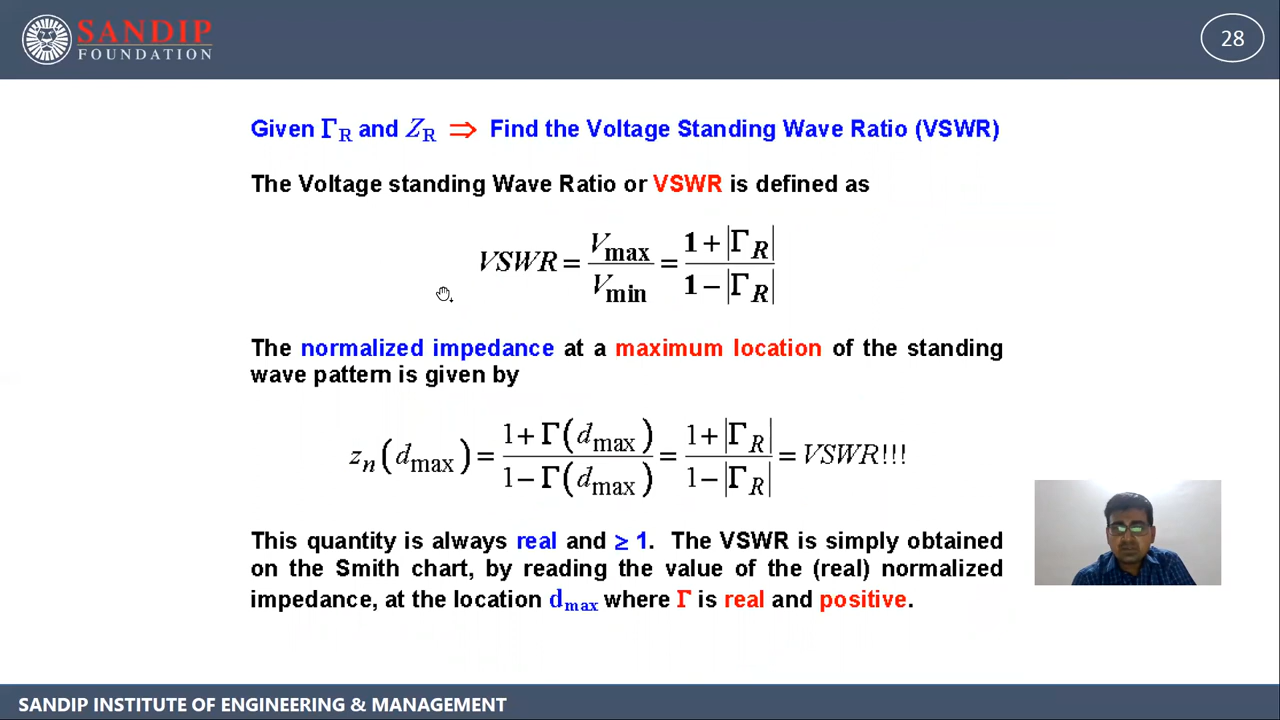 SANDIP
FOUNDATION
28
Given Γ_R and Z_R ⇒ Find the Voltage Standing Wave Ratio (VSWR)
The Voltage standing Wave Ratio or VSWR is defined as
VSWR = V_max / V_min = (1 + |Γ_R|) / (1 − |Γ_R|)
The normalized impedance at a maximum location of the standing
wave pattern is given by
z_n(d_max) = (1 + Γ(d_max)) / (1 − Γ(d_max)) = (1 + |Γ_R|) / (1 − |Γ_R|) = VSWR!!!
This quantity is always real and ≥ 1. The VSWR is simply obtained
on the Smith chart, by reading the value of the (real) normalized
impedance, at the location d_max where Γ is real and positive.
SANDIP INSTITUTE OF ENGINEERING & MANAGEMENT